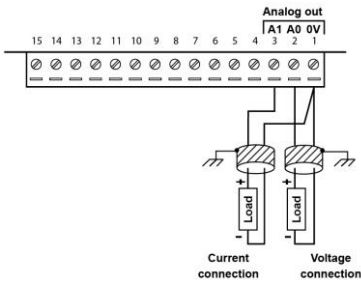 Analog out
A1 A0 0V
15 14 13 12 11 10 9 8 7 6 5 4 3 2 1
+ +
Load Load
- -
Current connection
Voltage connection